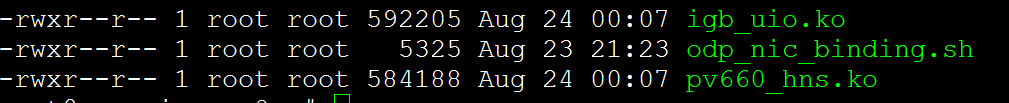 -rwxr--r-- 1 root root 592205 Aug 24 00:07 igb_uio.ko
-rwxr--r-- 1 root root 5325 Aug 23 21:23 odp_nic_binding.sh
-rwxr--r-- 1 root root 584188 Aug 24 00:07 pv660_hns.ko